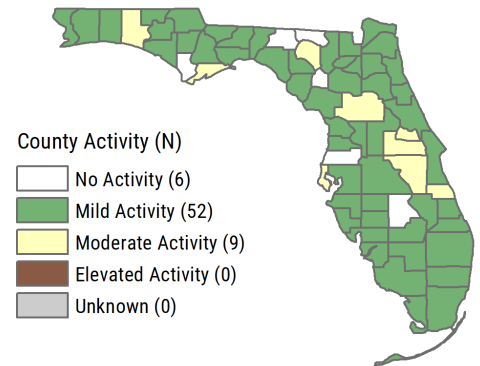 County Activity (N)
No Activity (6)
Mild Activity (52)
Moderate Activity (9)
Elevated Activity (0)
Unknown (0)